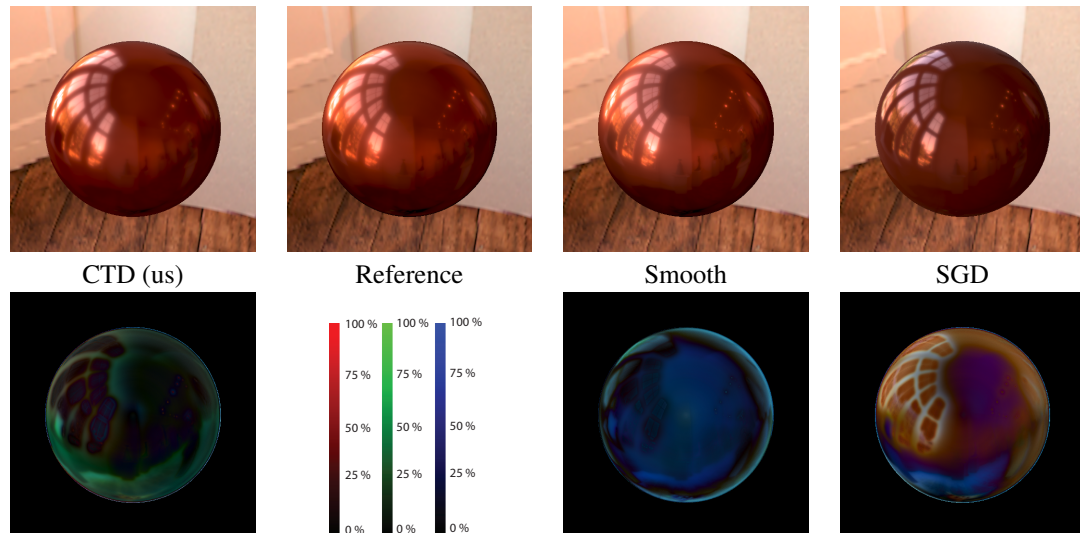 CTD (us)
Reference
Smooth
SGD
100 % 100 % 100 %
75 % 75 % 75 %
50 % 50 % 50 %
25 % 25 % 25 %
0 % 0 % 0 %